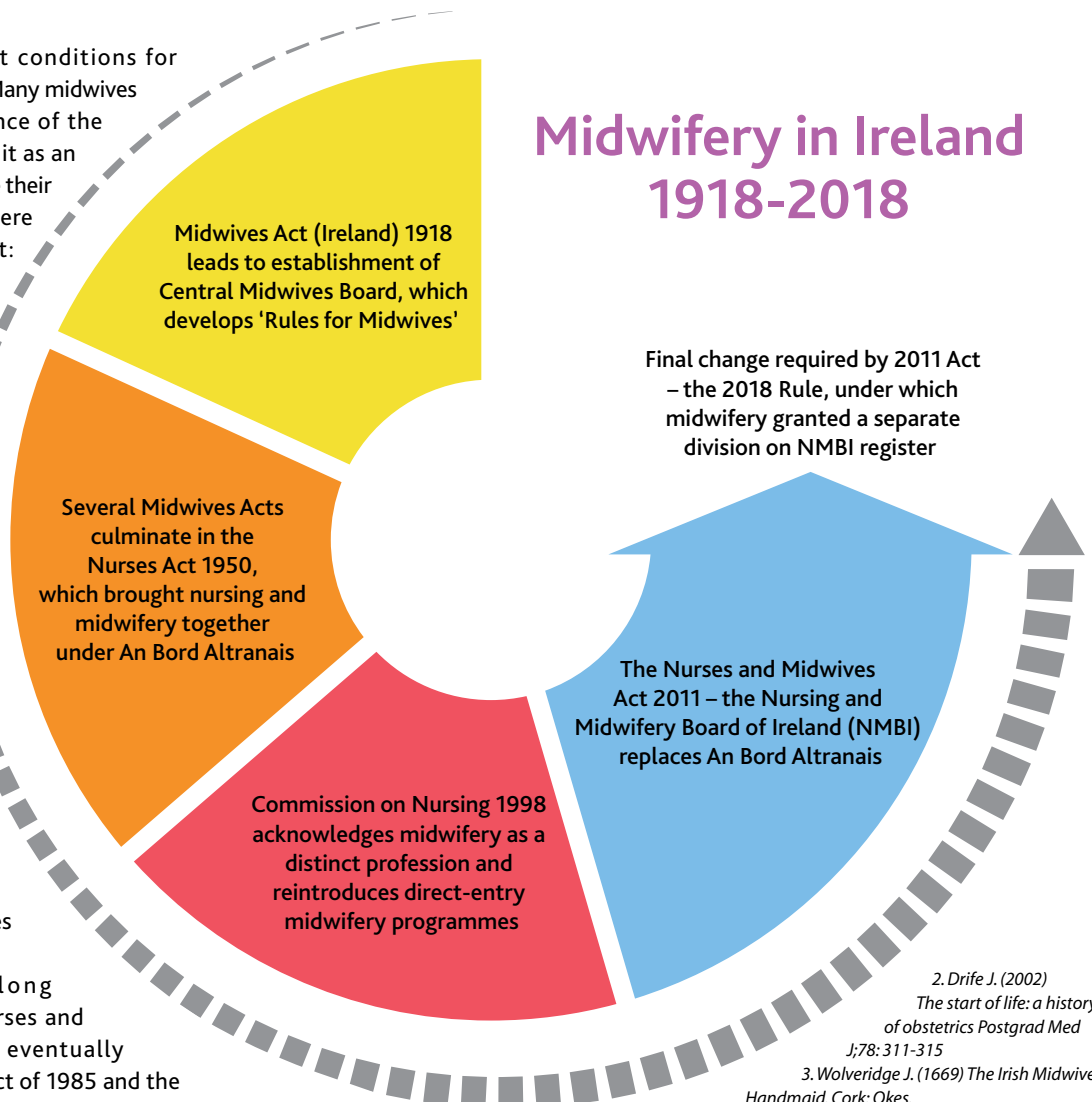 t conditions for
Many midwives
nce of the
it as an
their
ere
t:
Midwifery in Ireland
1918-2018
Midwives Act (Ireland) 1918
leads to establishment of
Central Midwives Board, which
develops ‘Rules for Midwives’
Several Midwives Acts
culminate in the
Nurses Act 1950,
which brought nursing and
midwifery together
under An Bord Altranais
Commission on Nursing 1998
acknowledges midwifery as a
distinct profession and
reintroduces direct-entry
midwifery programmes
The Nurses and Midwives
Act 2011 – the Nursing and
Midwifery Board of Ireland (NMBI)
replaces An Bord Altranais
Final change required by 2011 Act
– the 2018 Rule, under which
midwifery granted a separate
division on NMBI register
es
long
rses and
eventually
ct of 1985 and the
2. Drife J. (2002)
The start of life: a history
of obstetrics Postgrad Med
J;78: 311-315
3. Wolveridge J. (1669) The Irish Midwive
Handmaid. Cork: Okes